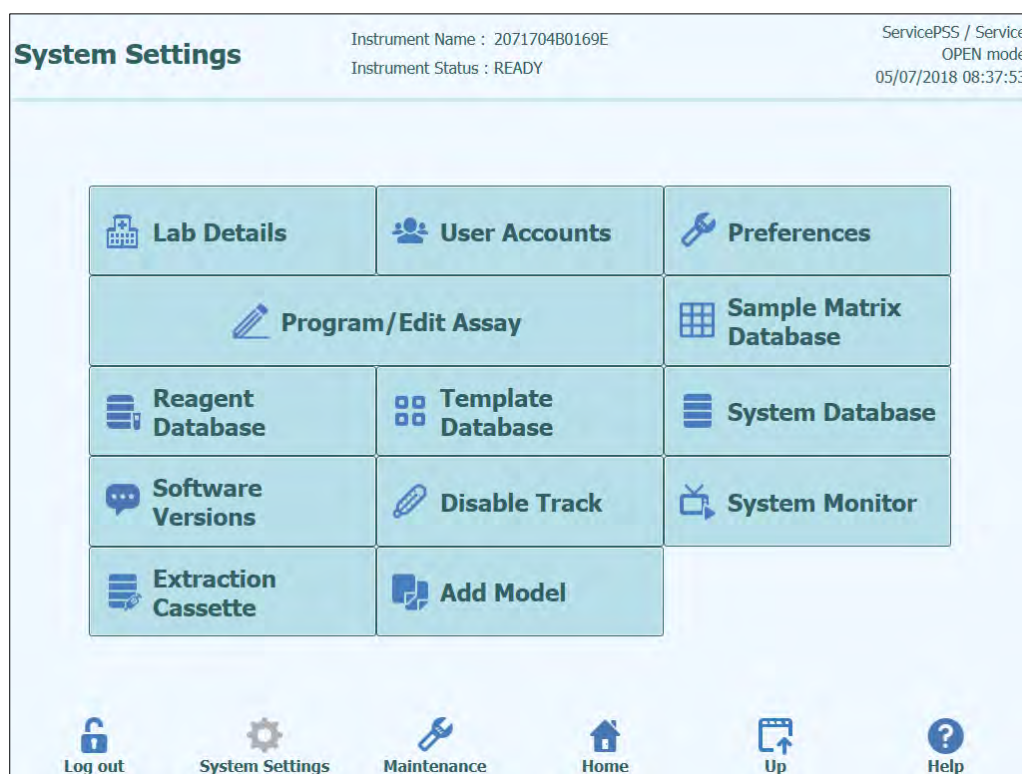 System Settings
Instrument Name : 2071704B0169E
Instrument Status : READY
ServicePSS / Service
OPEN mode
05/07/2018 08:37:53
Lab Details
User Accounts
Preferences
Program/Edit Assay
Sample Matrix
Database
Reagent
Database
Template
Database
System Database
Software
Versions
Disable Track
System Monitor
Extraction
Cassette
Add Model
Log out
System Settings
Maintenance
Home
Up
Help